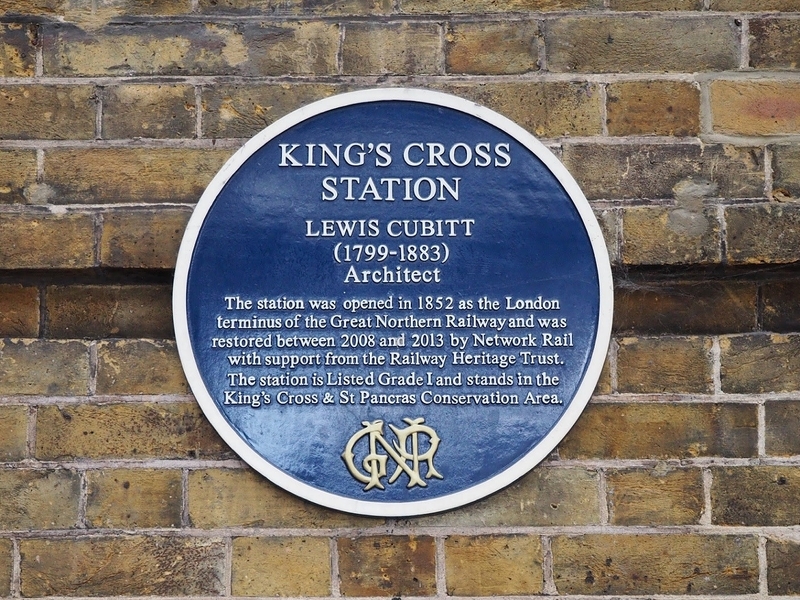 KING'S CROSS
STATION
LEWIS CUBITT
(1799-1883)
Architect
The station was opened in 1852 as the London
terminus of the Great Northern Railway and was
restored between 2008 and 2013 by Network Rail
with support from the Railway Heritage Trust.
The station is Listed Grade I and stands in the
King's Cross & St Pancras Conservation Area.
GNR